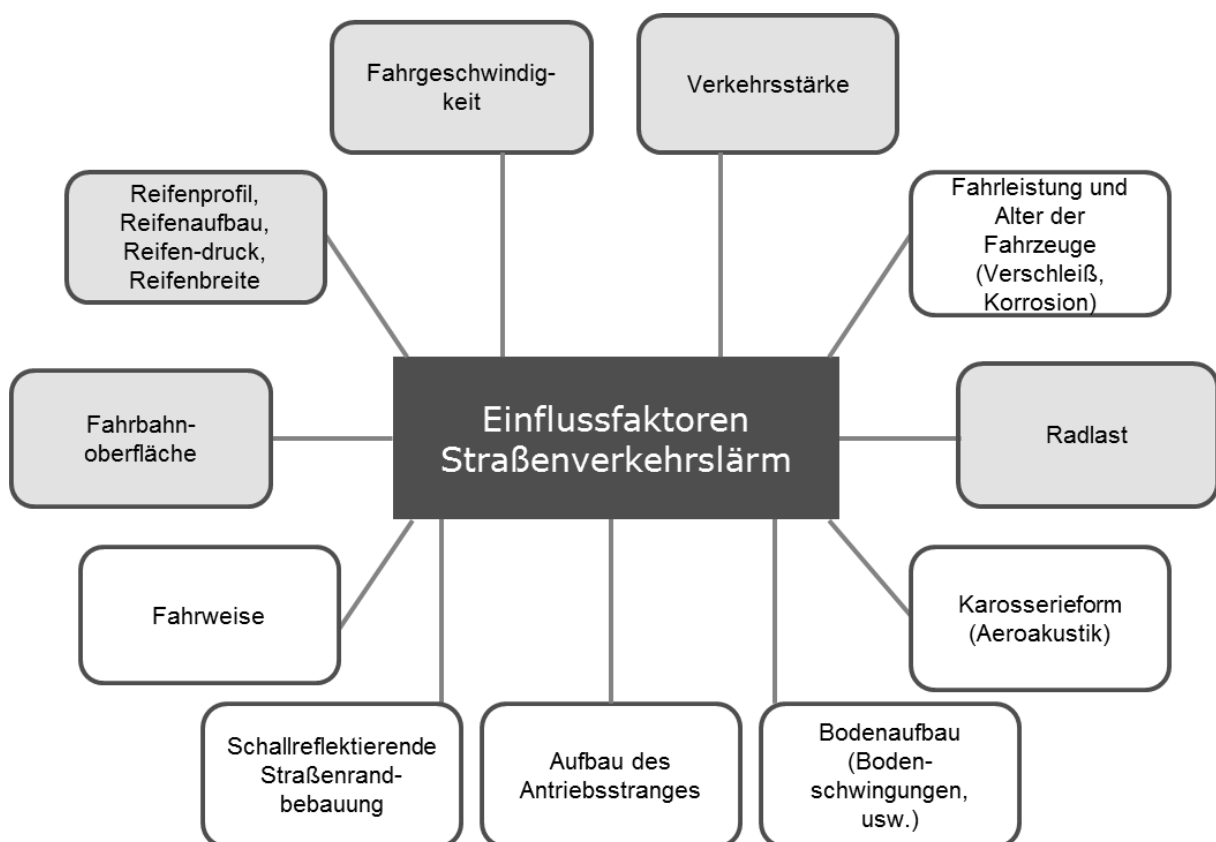 Fahrgeschwindig-
keit
Verkehrsstärke
Reifenprofil,
Reifenaufbau,
Reifen-druck,
Reifenbreite
Fahrleistung und
Alter der
Fahrzeuge
(Verschleiß,
Korrosion)
Einflussfaktoren
Straßenverkehrslärm
Fahrbahn-
oberfläche
Radlast
Fahrweise
Karosserieform
(Aeroakustik)
Schallreflektierende
Straßenrand-
bebauung
Aufbau des
Antriebsstranges
Bodenaufbau
(Boden-
schwingungen,
usw.)